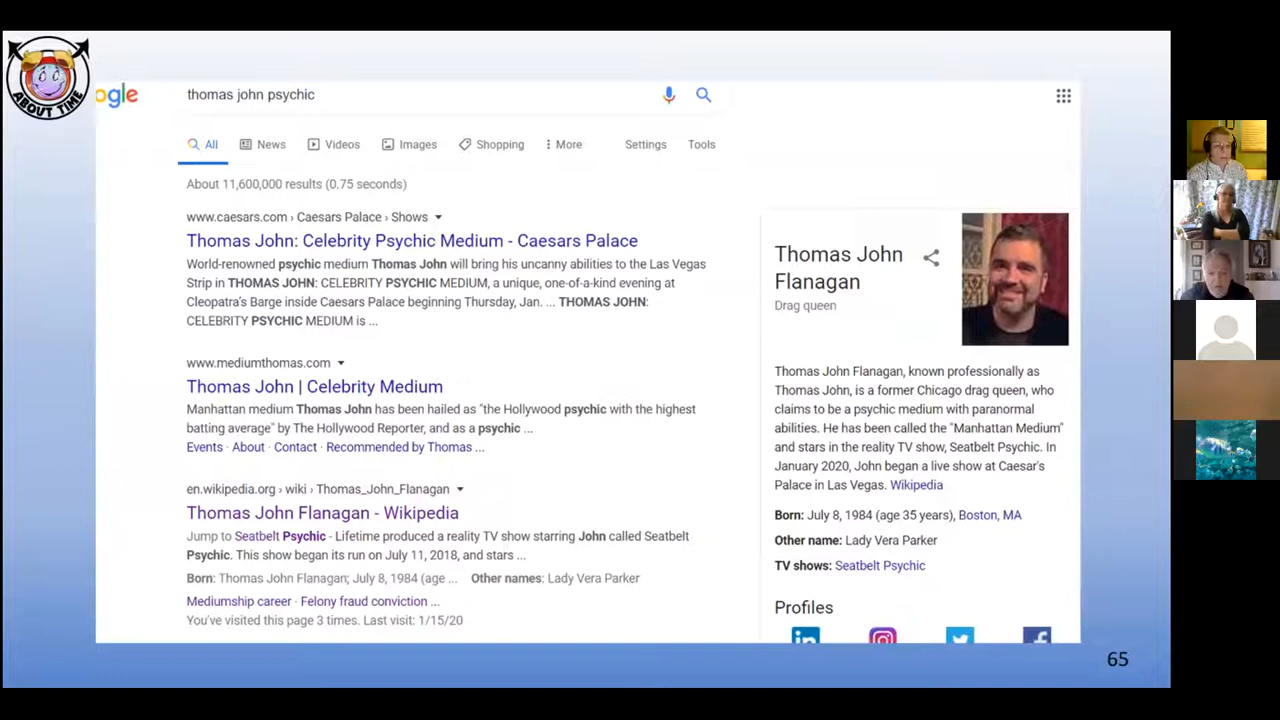 ABOUT TIME
ogle
thomas john psychic
All News Videos Images Shopping More Settings Tools
About 11,600,000 results (0.75 seconds)
www.caesars.com › Caesars Palace › Shows
Thomas John: Celebrity Psychic Medium - Caesars Palace
World-renowned psychic medium Thomas John will bring his uncanny abilities to the Las Vegas
Strip in THOMAS JOHN: CELEBRITY PSYCHIC MEDIUM, a unique, one-of-a-kind evening at
Cleopatra's Barge inside Caesars Palace beginning Thursday, Jan. ... THOMAS JOHN:
CELEBRITY PSYCHIC MEDIUM is ...
www.mediumthomas.com
Thomas John | Celebrity Medium
Manhattan medium Thomas John has been hailed as "the Hollywood psychic with the highest
batting average" by The Hollywood Reporter, and as a psychic ...
Events · About · Contact · Recommended by Thomas ...
en.wikipedia.org › wiki › Thomas_John_Flanagan
Thomas John Flanagan - Wikipedia
Jump to Seatbelt Psychic - Lifetime produced a reality TV show starring John called Seatbelt
Psychic. This show began its run on July 11, 2018, and stars ...
Born: Thomas John Flanagan; July 8, 1984 (age ... Other names: Lady Vera Parker
Mediumship career · Felony fraud conviction ...
You've visited this page 3 times. Last visit: 1/15/20
Thomas John
Flanagan
Drag queen
Thomas John Flanagan, known professionally as
Thomas John, is a former Chicago drag queen, who
claims to be a psychic medium with paranormal
abilities. He has been called the "Manhattan Medium"
and stars in the reality TV show, Seatbelt Psychic. In
January 2020, John began a live show at Caesar's
Palace in Las Vegas. Wikipedia
Born: July 8, 1984 (age 35 years), Boston, MA
Other name: Lady Vera Parker
TV shows: Seatbelt Psychic
Profiles
in
f
65